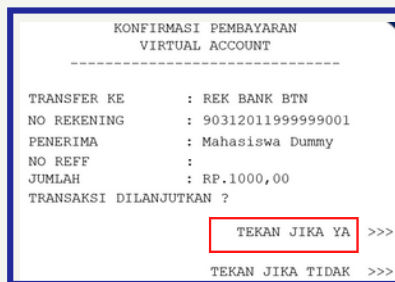 KONFIRMASI PEMBAYARAN
VIRTUAL ACCOUNT
-------------------------------
TRANSFER KE : REK BANK BTN
NO REKENING : 90312011999999001
PENERIMA : Mahasiswa Dummy
NO REFF :
JUMLAH : RP.1000,00
TRANSAKSI DILANJUTKAN ?
TEKAN JIKA YA >>>
TEKAN JIKA TIDAK >>>